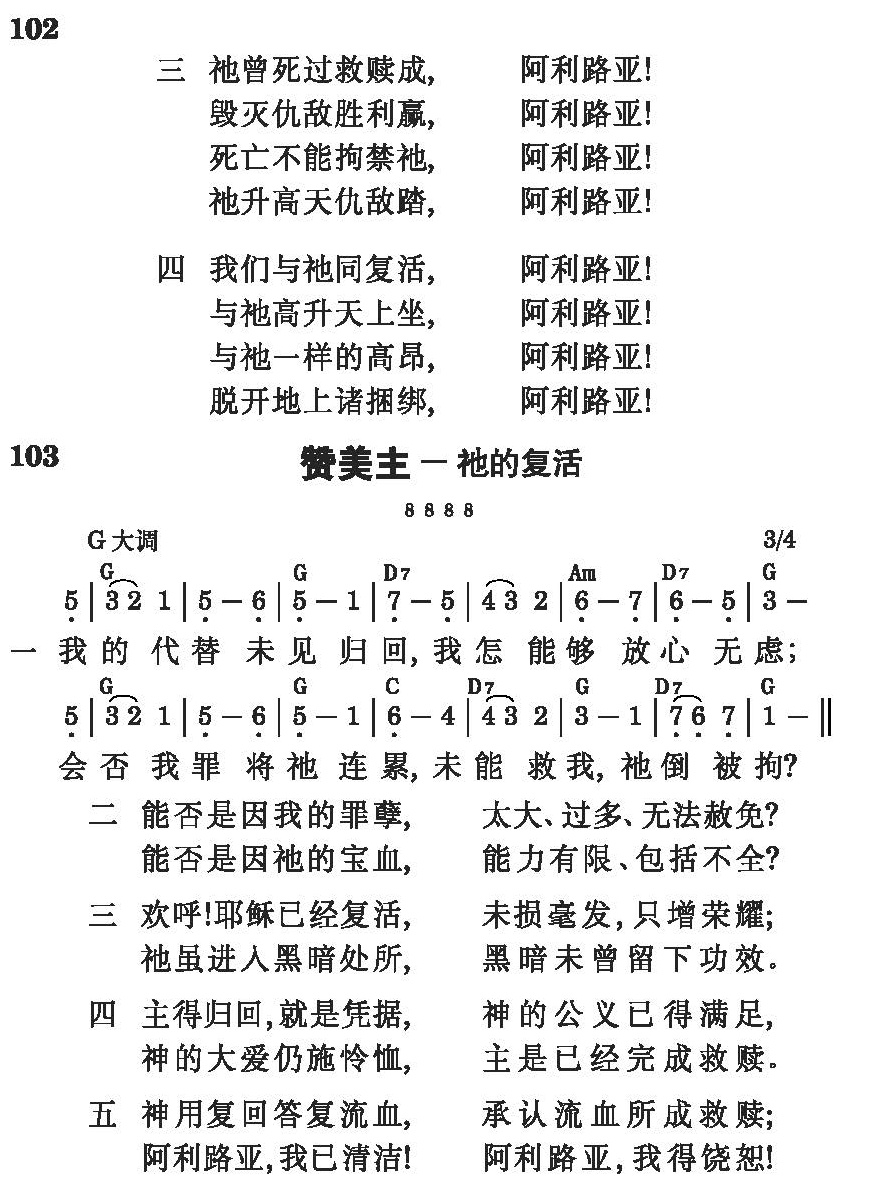 102
三 祂曾死过救赎成, 阿利路亚!
毁灭仇敌胜利赢, 阿利路亚!
死亡不能拘禁祂, 阿利路亚!
祂升高天仇敌踏, 阿利路亚!
四 我们与祂同复活, 阿利路亚!
与祂高升天上坐, 阿利路亚!
与祂一样的高昂, 阿利路亚!
脱开地上诸捆绑, 阿利路亚!
103 赞美主 — 祂的复活
8 8 8 8
G 大调 3/4
G G D7 Am D7 G
5 | 3 2 1 | 5 – 6 | 5 – 1 | 7 – 5 | 4 3 2 | 6 – 7 | 6 – 5 | 3 –
一 我的代替未见归回, 我怎能够放心无虑;
G G C D7 G D7 G
5 | 3 2 1 | 5 – 6 | 5 – 1 | 6 – 4 | 4 3 2 | 3 – 1 | 7 6 7 | 1 – ‖
会否我罪将祂连累, 未能救我, 祂倒被拘?
二 能否是因我的罪孽, 太大、过多、无法赦免?
能否是因祂的宝血, 能力有限、包括不全?
三 欢呼!耶稣已经复活, 未损毫发, 只增荣耀;
祂虽进入黑暗处所, 黑暗未曾留下功效。
四 主得归回, 就是凭据, 神的公义已得满足,
神的大爱仍施怜恤, 主是已经完成救赎。
五 神用复回答复流血, 承认流血所成救赎;
阿利路亚, 我已清洁! 阿利路亚, 我得饶恕!